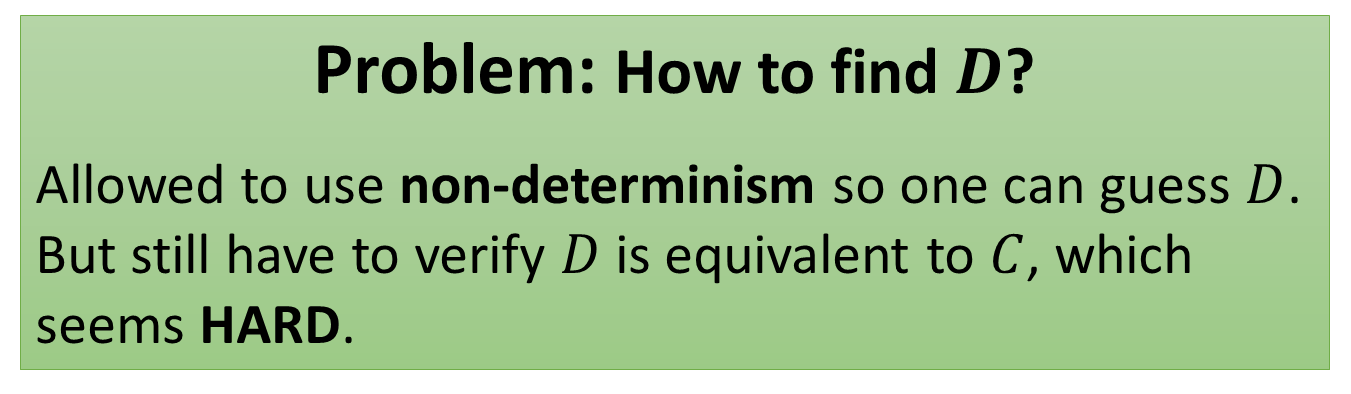 Problem: How to find D?
Allowed to use non-determinism so one can guess D.
But still have to verify D is equivalent to C, which
seems HARD.